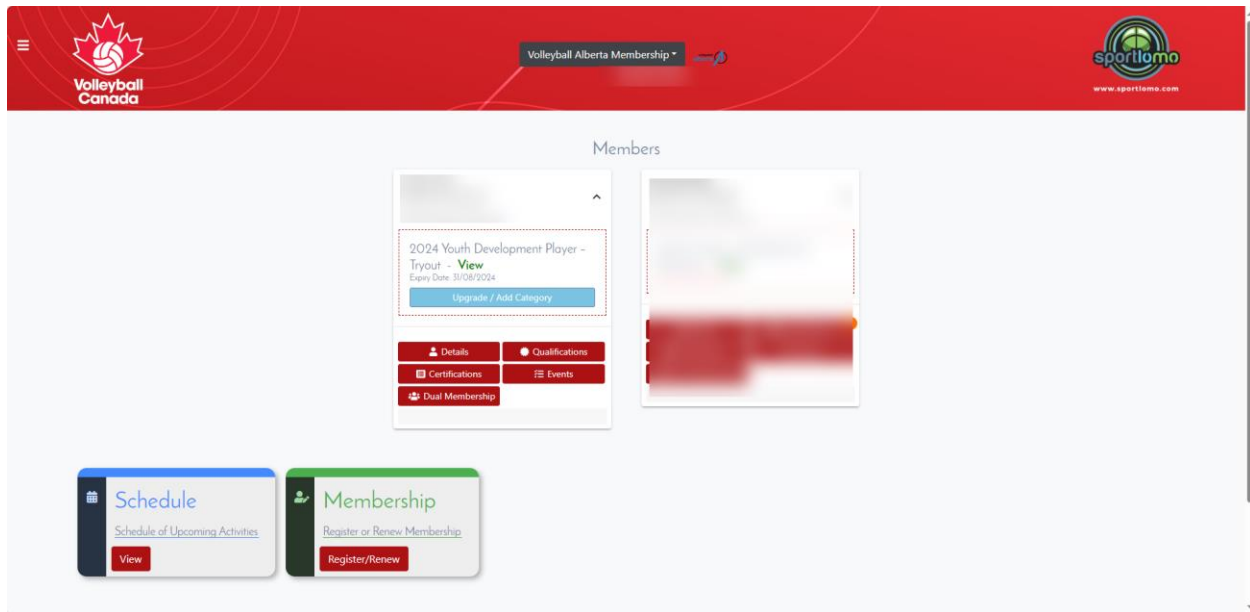 Volleyball
Canada
Volleyball Alberta Membership
sportlomo
www.sportlomo.com
Members
2024 Youth Development Player –
Tryout - View
Expiry Date: 31/08/2024
Upgrade / Add Category
Details
Qualifications
Certifications
Events
Dual Membership
Schedule
Schedule of Upcoming Activities
View
Membership
Register or Renew Membership
Register/Renew